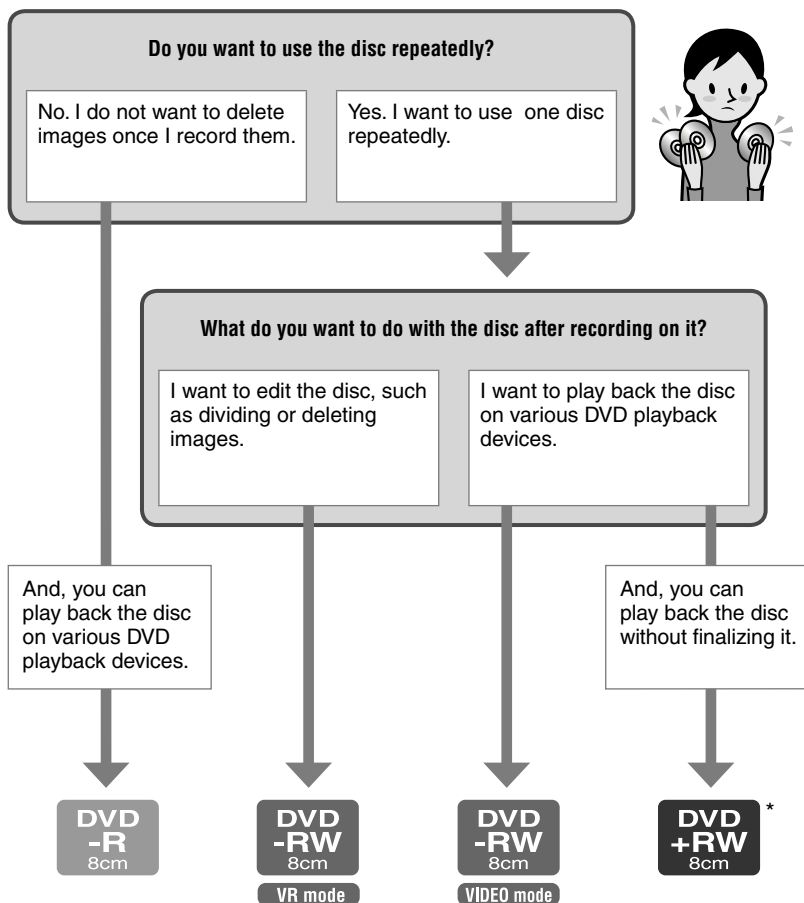 Do you want to use the disc repeatedly?
No. I do not want to delete
images once I record them.
Yes. I want to use one disc
repeatedly.
What do you want to do with the disc after recording on it?
I want to edit the disc, such
as dividing or deleting
images.
I want to play back the disc
on various DVD playback
devices.
And, you can
play back the disc
on various DVD
playback devices.
And, you can
play back the disc
without finalizing it.
DVD
-R
8cm
DVD
-RW
8cm
VR mode
DVD
-RW
8cm
VIDEO mode
DVD
+RW
8cm
*